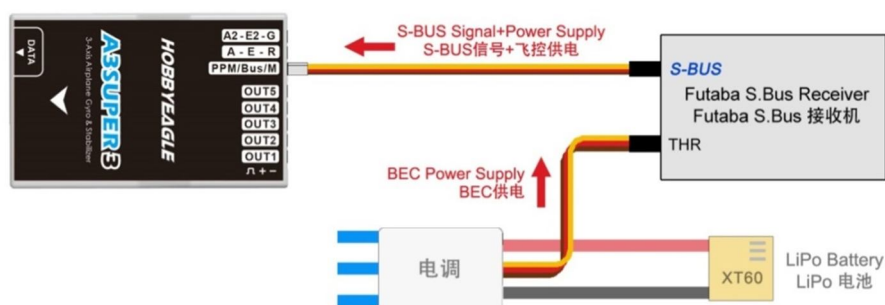 DATA
A3SUPER3
3-Axis Airplane Gyro & Stabilizer
HOBBYEAGLE
A2-E2-G
A - E - R
PPM/Bus/M
OUT5
OUT4
OUT3
OUT2
OUT1
⎍ + −
S-BUS Signal+Power Supply
S-BUS信号+飞控供电
S-BUS
Futaba S.Bus Receiver
Futaba S.Bus 接收机
THR
BEC Power Supply
BEC供电
电调
XT60
LiPo Battery
LiPo 电池